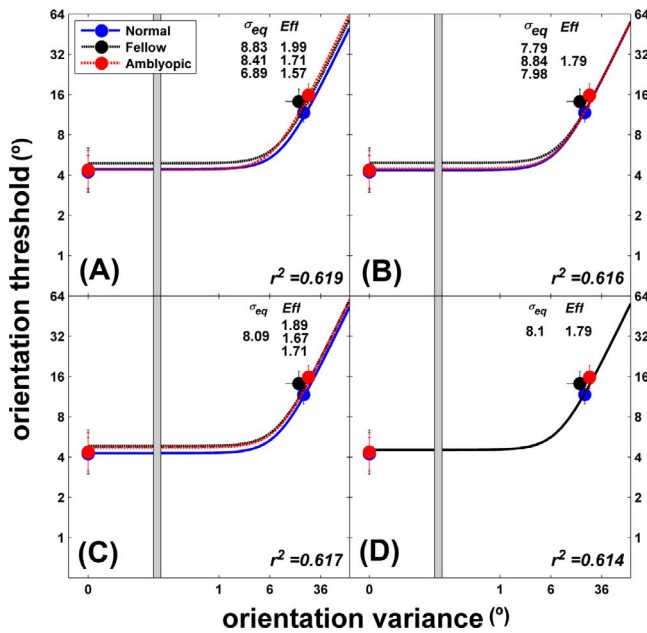 64
32
16
8
4
2
1
Normal
Fellow
Amblyopic
σeq Eff
8.83 1.99
8.41 1.71
6.89 1.57
(A)
r² =0.619
σeq Eff
7.79
8.84 1.79
7.98
(B)
r² =0.616
64
32
16
8
4
2
1
64
32
16
8
4
2
1
σeq Eff
1.89
8.09 1.67
1.71
(C)
r² =0.617
σeq Eff
8.1 1.79
(D)
r² =0.614
64
32
16
8
4
2
1
0 1 6 36
0 1 6 36
orientation threshold (º)
orientation variance (º)